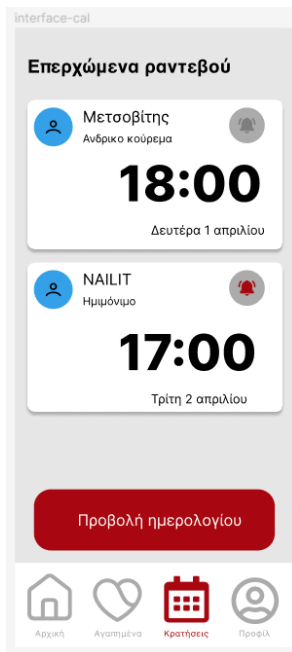 interface-cal
Επερχώμενα ραντεβού
Μετσοβίτης
Ανδρικο κούρεμα
18:00
Δευτέρα 1 απριλίου
NAILIT
Ημιμόνιμο
17:00
Τρίτη 2 απριλίου
Προβολή ημερολογίου
Αρχική Αγαπημένα Κρατήσεις Προφίλ